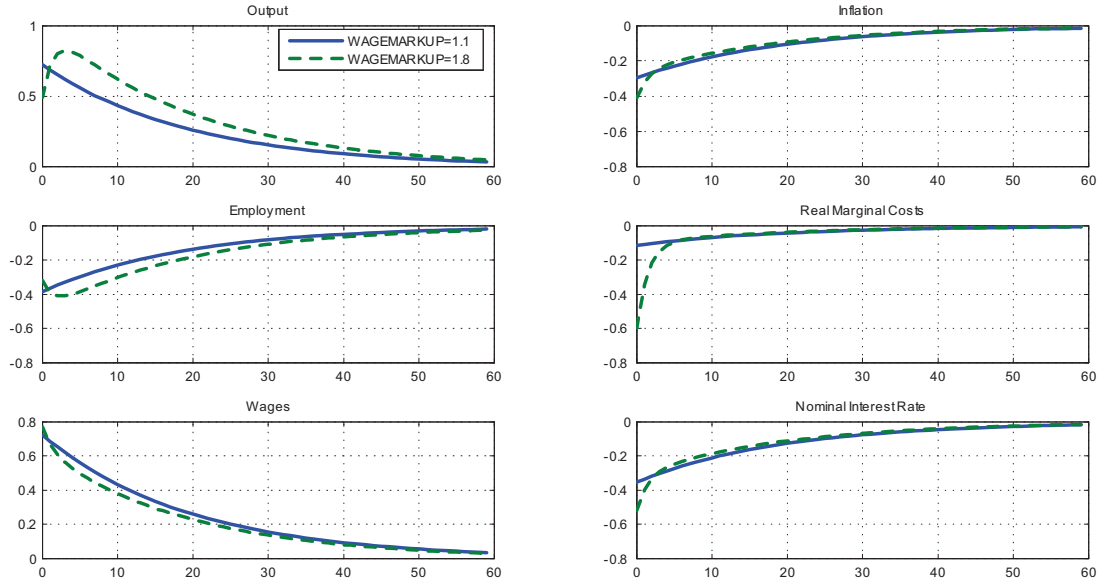 Output
1
0.5
0
0 10 20 30 40 50 60
WAGEMARKUP=1.1
WAGEMARKUP=1.8
Inflation
0
-0.2
-0.4
-0.6
-0.8
0 10 20 30 40 50 60
Employment
0
-0.2
-0.4
-0.6
-0.8
0 10 20 30 40 50 60
Real Marginal Costs
0
-0.2
-0.4
-0.6
-0.8
0 10 20 30 40 50 60
Wages
0.8
0.6
0.4
0.2
0
0 10 20 30 40 50 60
Nominal Interest Rate
0
-0.2
-0.4
-0.6
-0.8
0 10 20 30 40 50 60